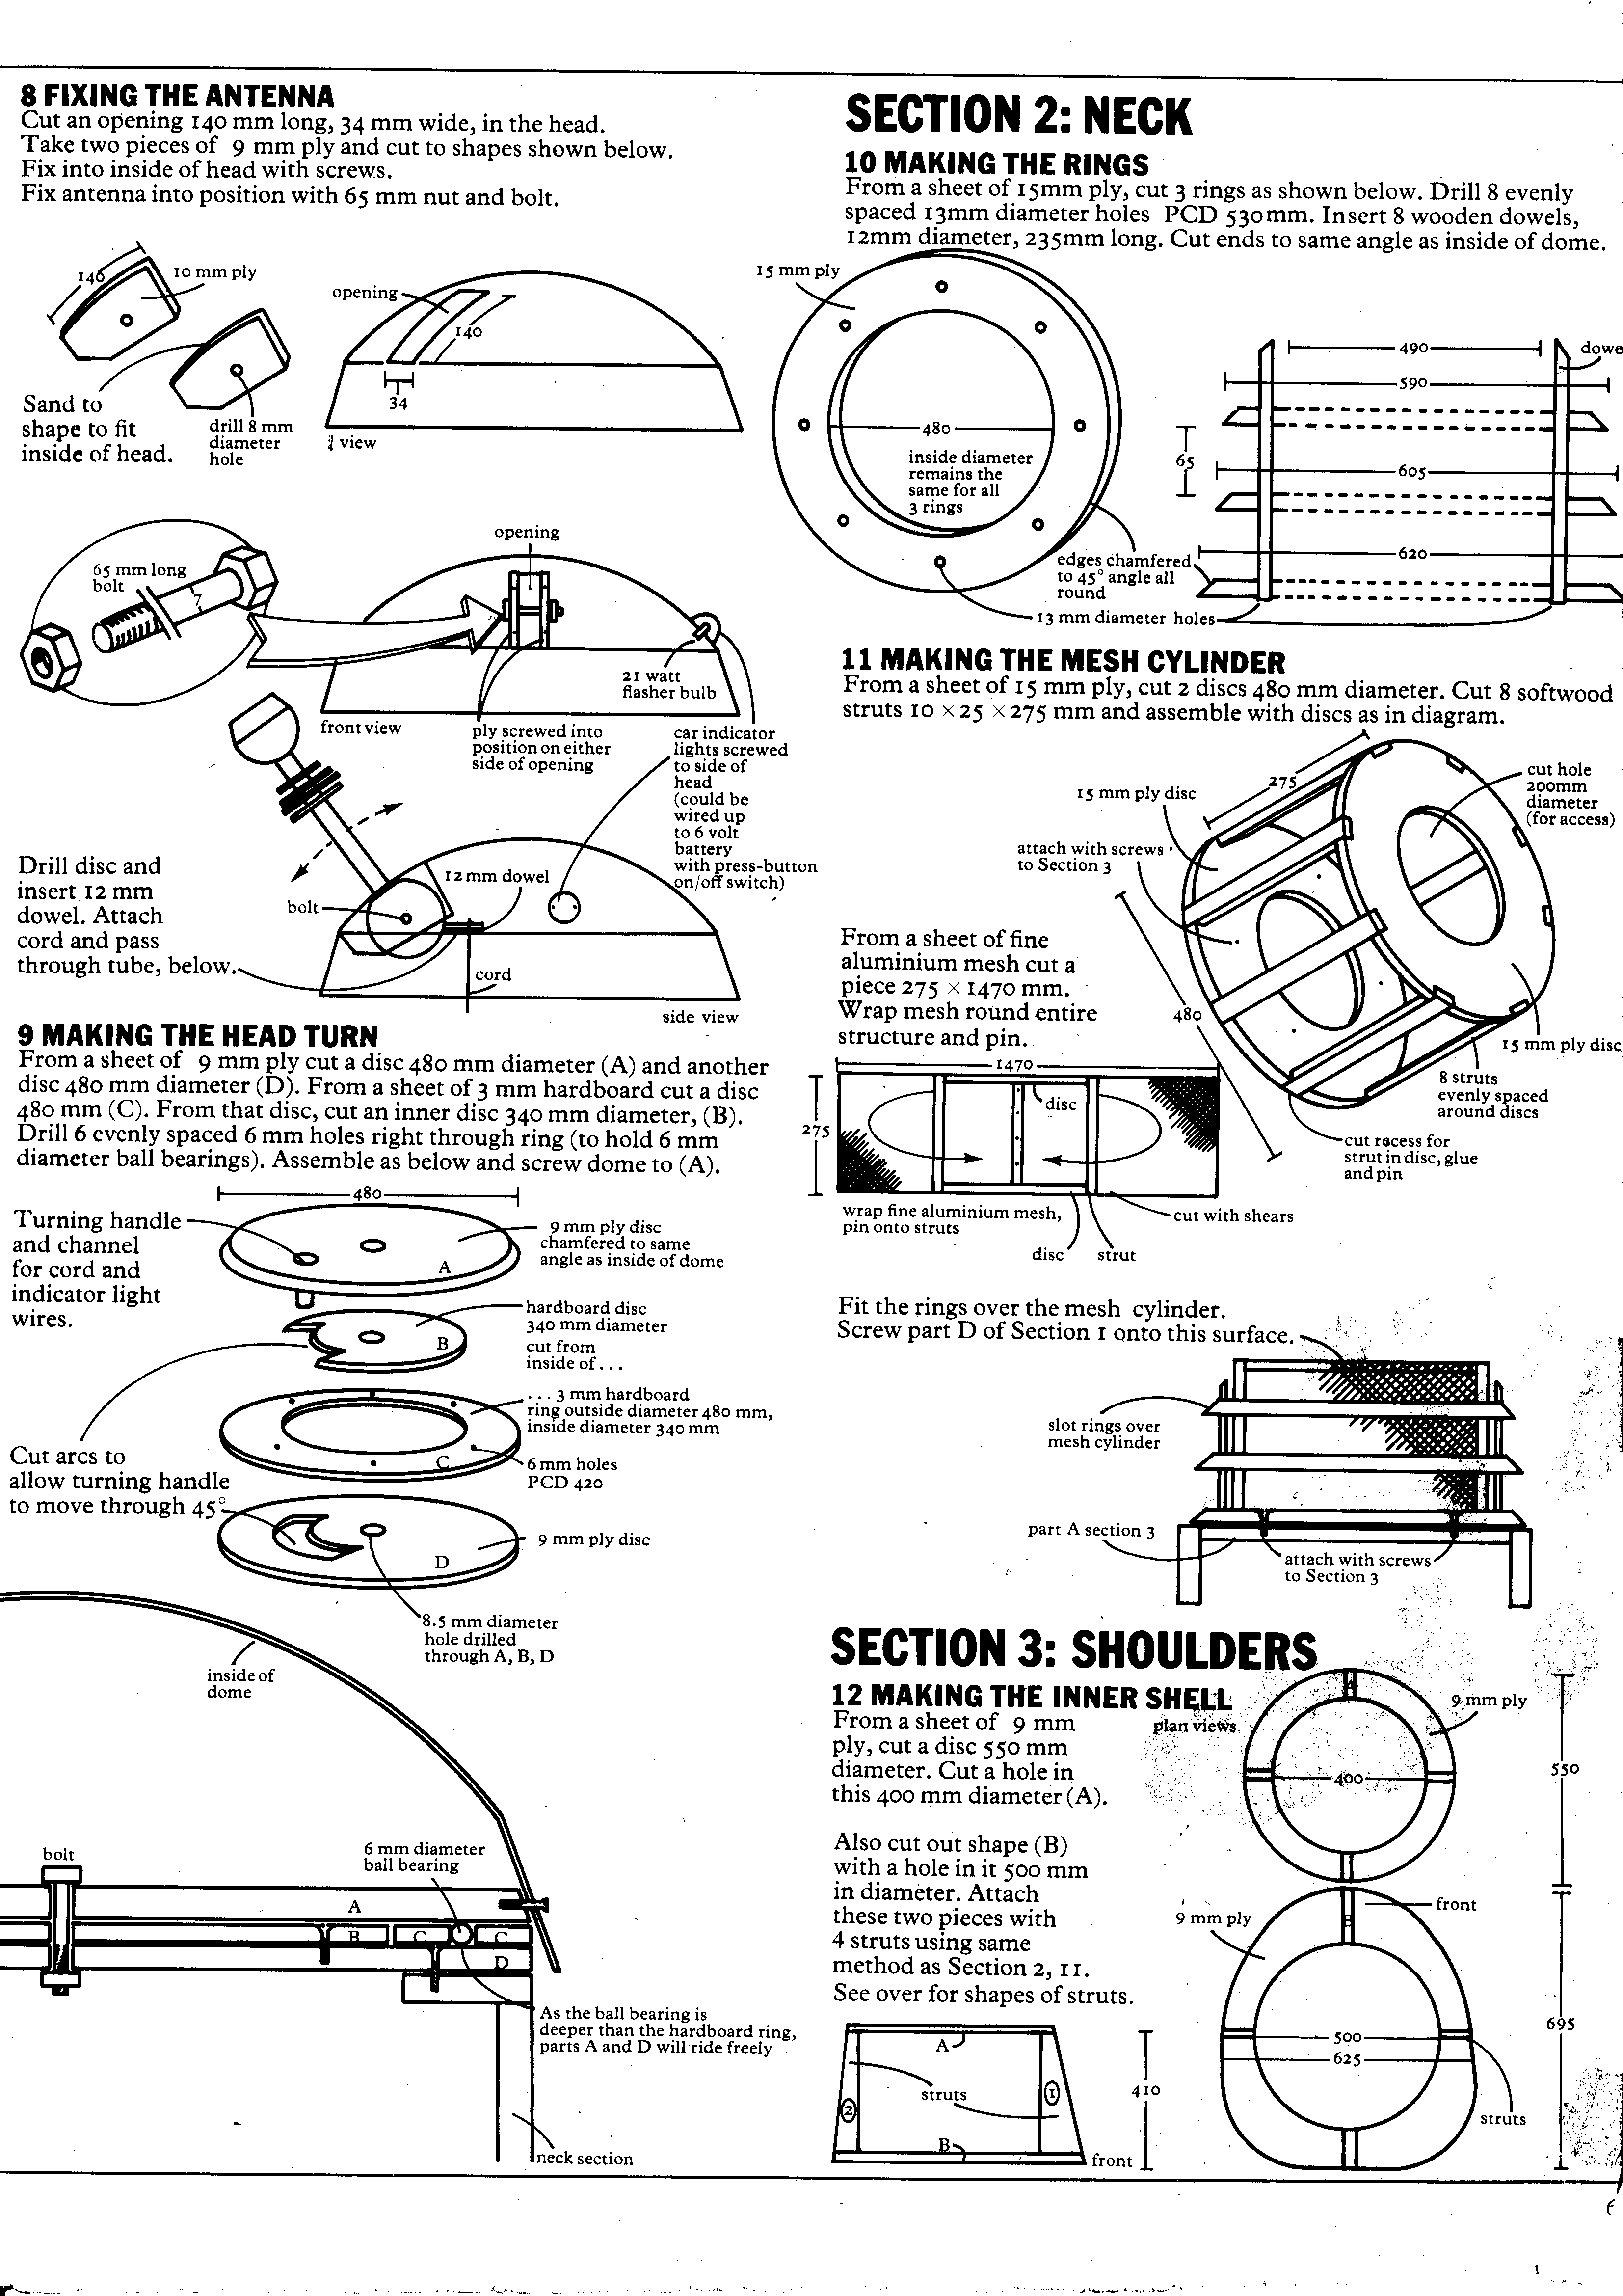 8 FIXING THE ANTENNA
Cut an opening 140 mm long, 34 mm wide, in the head.
Take two pieces of 9 mm ply and cut to shapes shown below.
Fix into inside of head with screws.
Fix antenna into position with 65 mm nut and bolt.
140
10 mm ply
Sand to
shape to fit
inside of head.
drill 8 mm
diameter
hole
opening
140
34
¾ view
65 mm long
bolt
7
opening
21 watt
flasher bulb
front view
ply screwed into
position on either
side of opening
car indicator
lights screwed
to side of
head
(could be
wired up
to 6 volt
battery
with press-button
on/off switch)
Drill disc and
insert 12 mm
dowel. Attach
cord and pass
through tube, below.
12 mm dowel
bolt
cord
side view
9 MAKING THE HEAD TURN
From a sheet of 9 mm ply cut a disc 480 mm diameter (A) and another
disc 480 mm diameter (D). From a sheet of 3 mm hardboard cut a disc
480 mm (C). From that disc, cut an inner disc 340 mm diameter, (B).
Drill 6 evenly spaced 6 mm holes right through ring (to hold 6 mm
diameter ball bearings). Assemble as below and screw dome to (A).
480
Turning handle
and channel
for cord and
indicator light
wires.
9 mm ply disc
chamfered to same
angle as inside of dome
A
hardboard disc
340 mm diameter
cut from
inside of . . .
B
. . . 3 mm hardboard
ring outside diameter 480 mm,
inside diameter 340 mm
C
6 mm holes
PCD 420
Cut arcs to
allow turning handle
to move through 45°
9 mm ply disc
D
8.5 mm diameter
hole drilled
through A, B, D
inside of
dome
bolt
6 mm diameter
ball bearing
A
B
C
C
D
As the ball bearing is
deeper than the hardboard ring,
parts A and D will ride freely
neck section
SECTION 2: NECK
10 MAKING THE RINGS
From a sheet of 15mm ply, cut 3 rings as shown below. Drill 8 evenly
spaced 13mm diameter holes PCD 530mm. Insert 8 wooden dowels,
12mm diameter, 235mm long. Cut ends to same angle as inside of dome.
15 mm ply
480
inside diameter
remains the
same for all
3 rings
edges chamfered
to 45° angle all
round
13 mm diameter holes
490
dowe
590
65
605
620
11 MAKING THE MESH CYLINDER
From a sheet of 15 mm ply, cut 2 discs 480 mm diameter. Cut 8 softwood
struts 10 × 25 × 275 mm and assemble with discs as in diagram.
275
15 mm ply disc
cut hole
200mm
diameter
(for access)
attach with screws
to Section 3
480
15 mm ply disc
8 struts
evenly spaced
around discs
cut recess for
strut in disc, glue
and pin
From a sheet of fine
aluminium mesh cut a
piece 275 × 1470 mm.
Wrap mesh round entire
structure and pin.
1470
275
disc
wrap fine aluminium mesh,
pin onto struts
cut with shears
disc
strut
Fit the rings over the mesh cylinder.
Screw part D of Section 1 onto this surface.
slot rings over
mesh cylinder
part A section 3
attach with screws
to Section 3
SECTION 3: SHOULDERS
12 MAKING THE INNER SHELL
From a sheet of 9 mm
ply, cut a disc 550 mm
diameter. Cut a hole in
this 400 mm diameter (A).
plan views
A
9 mm ply
400
550
Also cut out shape (B)
with a hole in it 500 mm
in diameter. Attach
these two pieces with
4 struts using same
method as Section 2, 11.
See over for shapes of struts.
front
9 mm ply
B
500
625
695
struts
A
struts
2
1
410
B
front